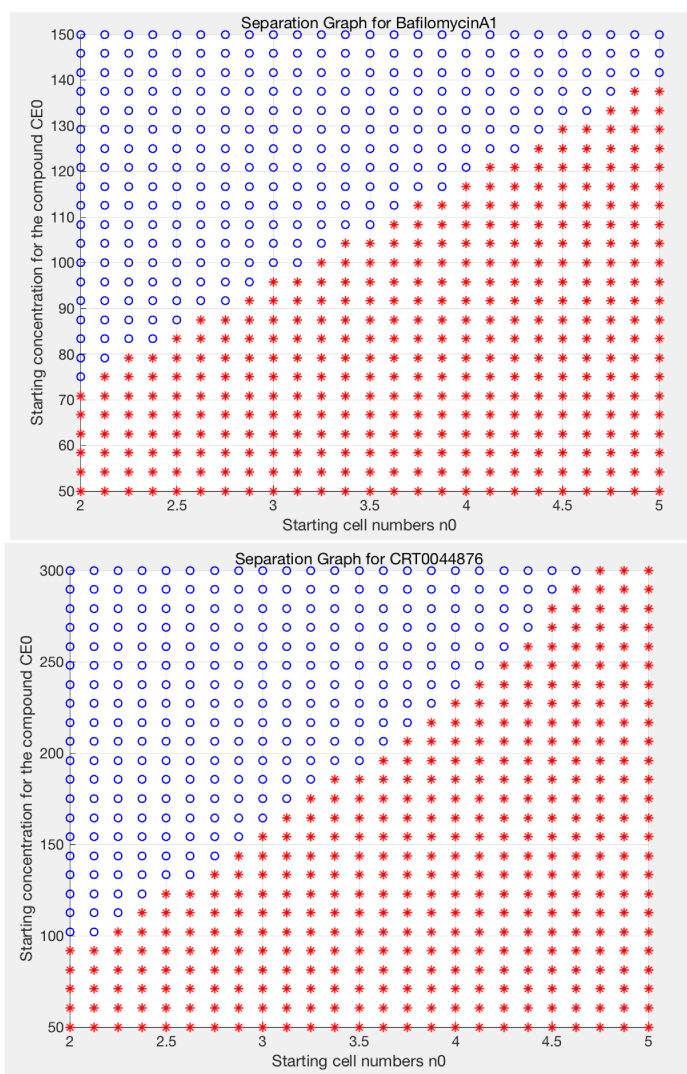 Separation Graph for BafilomycinA1
Starting concentration for the compound CE0
150
140
130
120
110
100
90
80
70
60
50
2 2.5 3 3.5 4 4.5 5
Starting cell numbers n0
Separation Graph for CRT0044876
Starting concentration for the compound CE0
300
250
200
150
100
50
2 2.5 3 3.5 4 4.5 5
Starting cell numbers n0